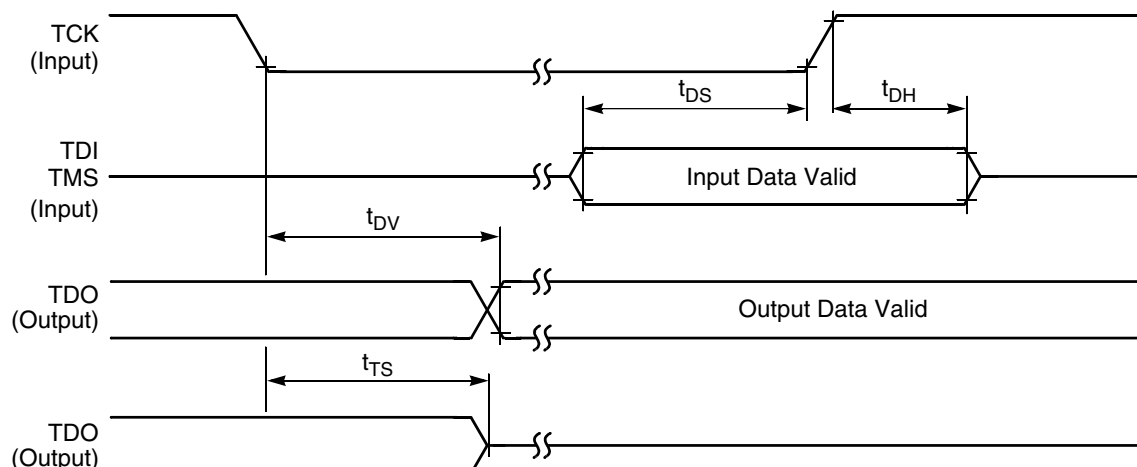 TCK
(Input)
tDS
tDH
TDI
TMS
(Input)
Input Data Valid
tDV
TDO
(Output)
Output Data Valid
tTS
TDO
(Output)